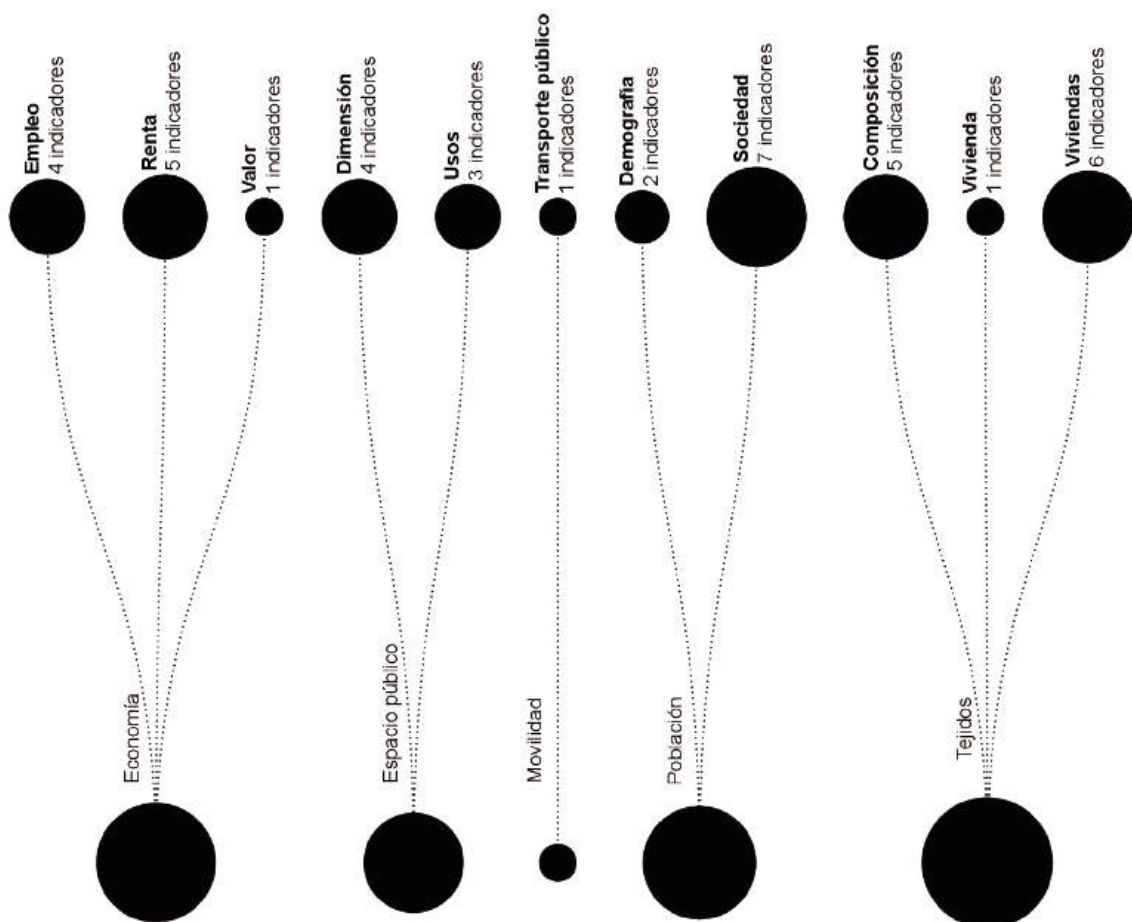 Empleo
4 indicadores
Renta
5 indicadores
Valor
1 indicadores
Dimensión
4 indicadores
Usos
3 indicadores
Transporte público
1 indicadores
Demografía
2 indicadores
Sociedad
7 indicadores
Composición
5 indicadores
Vivienda
1 indicadores
Viviendas
6 indicadores
Economía
Espacio público
Movilidad
Población
Tejidos